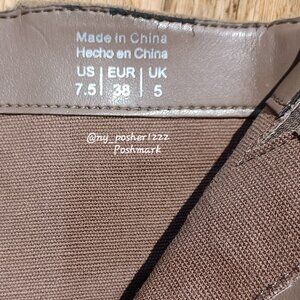 Made in China
Hecho en China
US EUR UK
7.5 38 5
@ny_posher1222
Poshmark